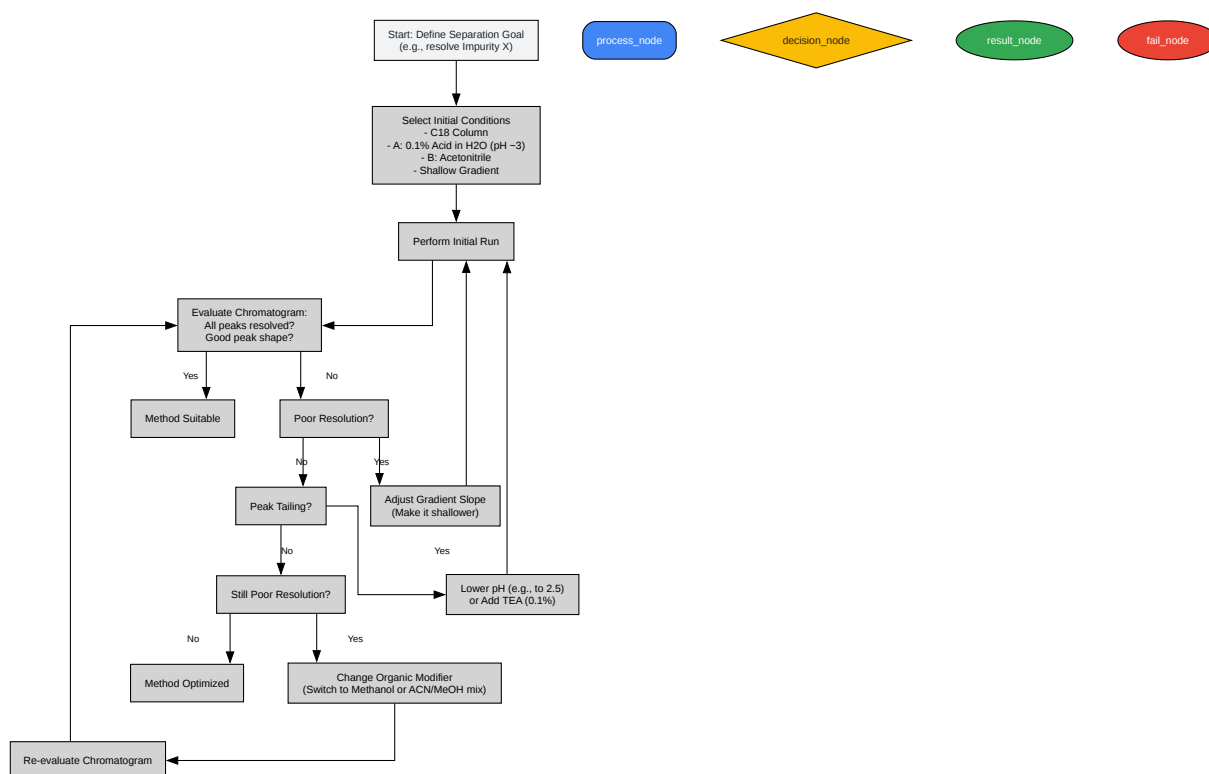 Start: Define Separation Goal
(e.g., resolve Impurity X)
process_node
decision_node
result_node
fail_node
Select Initial Conditions
- C18 Column
- A: 0.1% Acid in H2O (pH ~3)
- B: Acetonitrile
- Shallow Gradient
Perform Initial Run
Evaluate Chromatogram:
All peaks resolved?
Good peak shape?
Yes
No
Method Suitable
Poor Resolution?
No
Yes
Peak Tailing?
Adjust Gradient Slope
(Make it shallower)
No
Yes
Still Poor Resolution?
Lower pH (e.g., to 2.5)
or Add TEA (0.1%)
No
Yes
Method Optimized
Change Organic Modifier
(Switch to Methanol or ACN/MeOH mix)
Re-evaluate Chromatogram